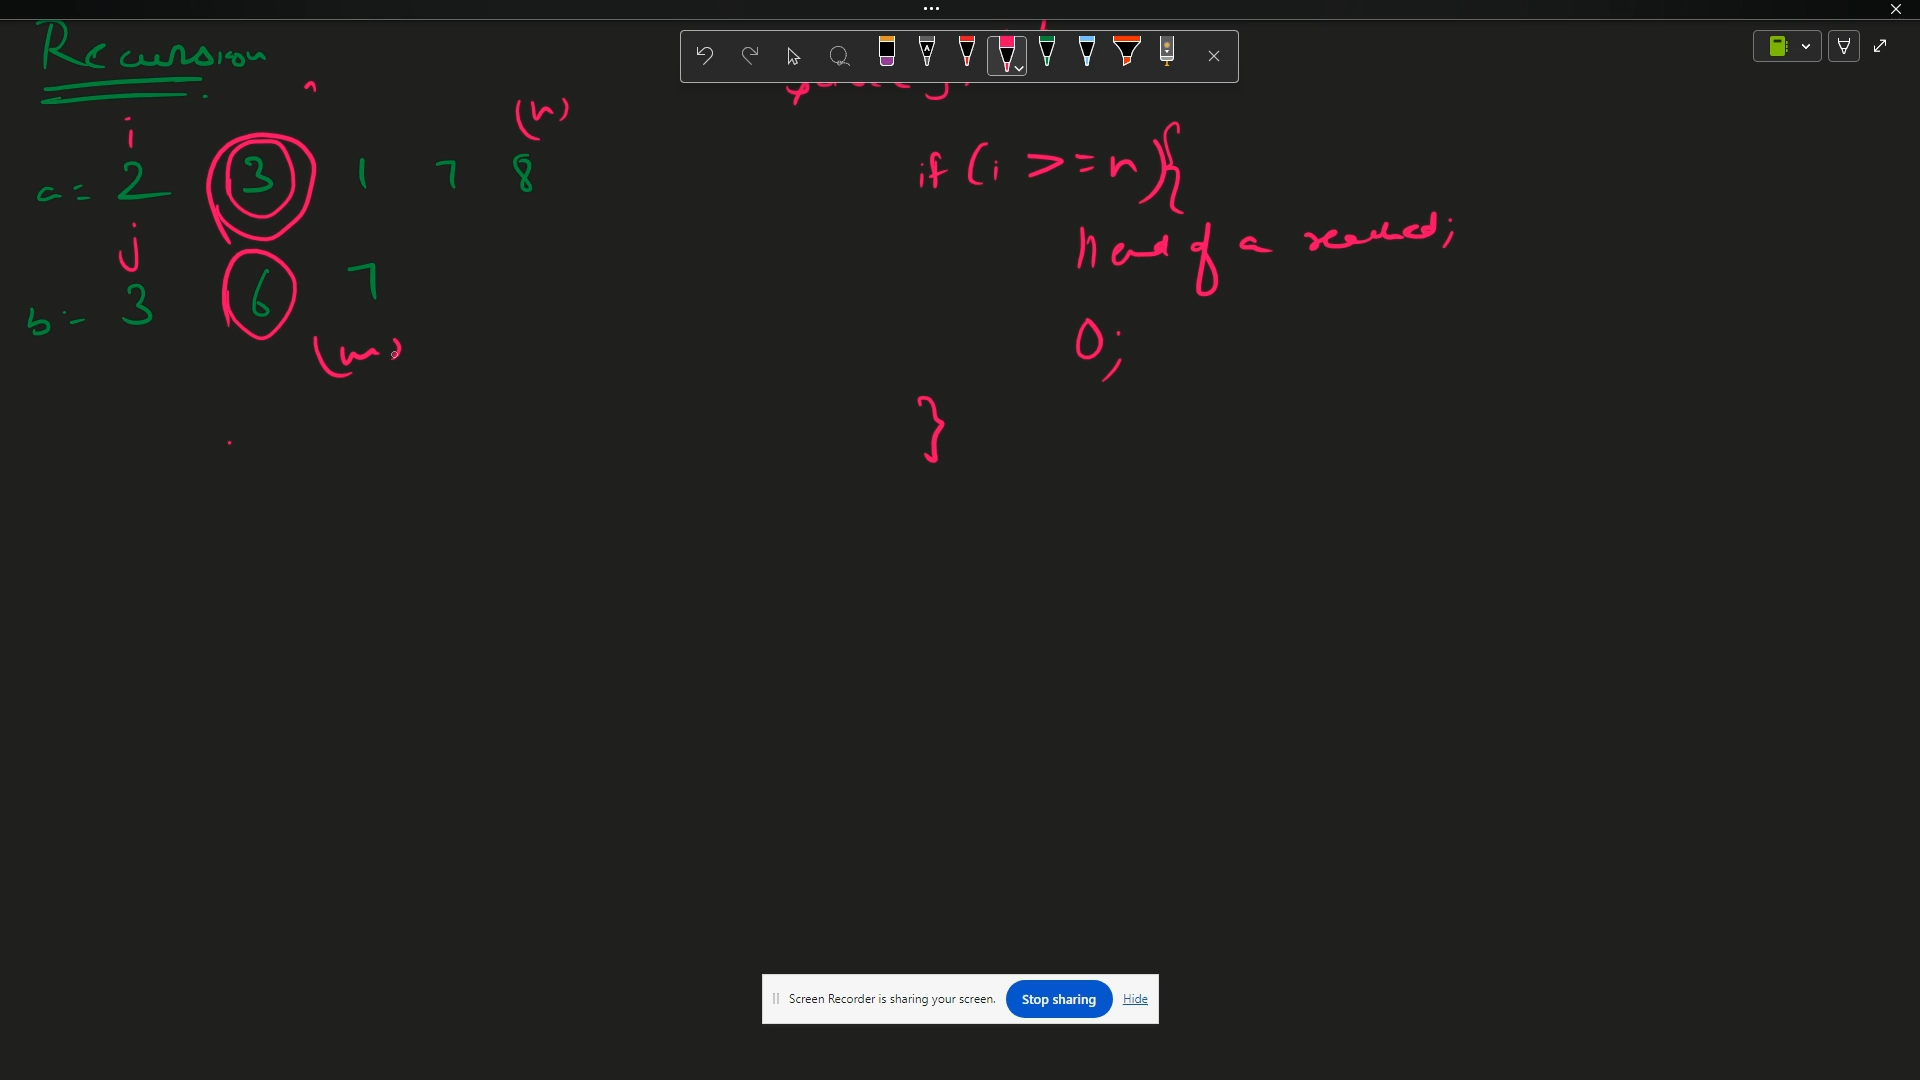 Recursion
(n)
i
a = 2 3 1 7 8
j
b :- 3 6 7
(m)
if (i >= n){
end of a reached;
0;
}
Screen Recorder is sharing your screen. Stop sharing Hide